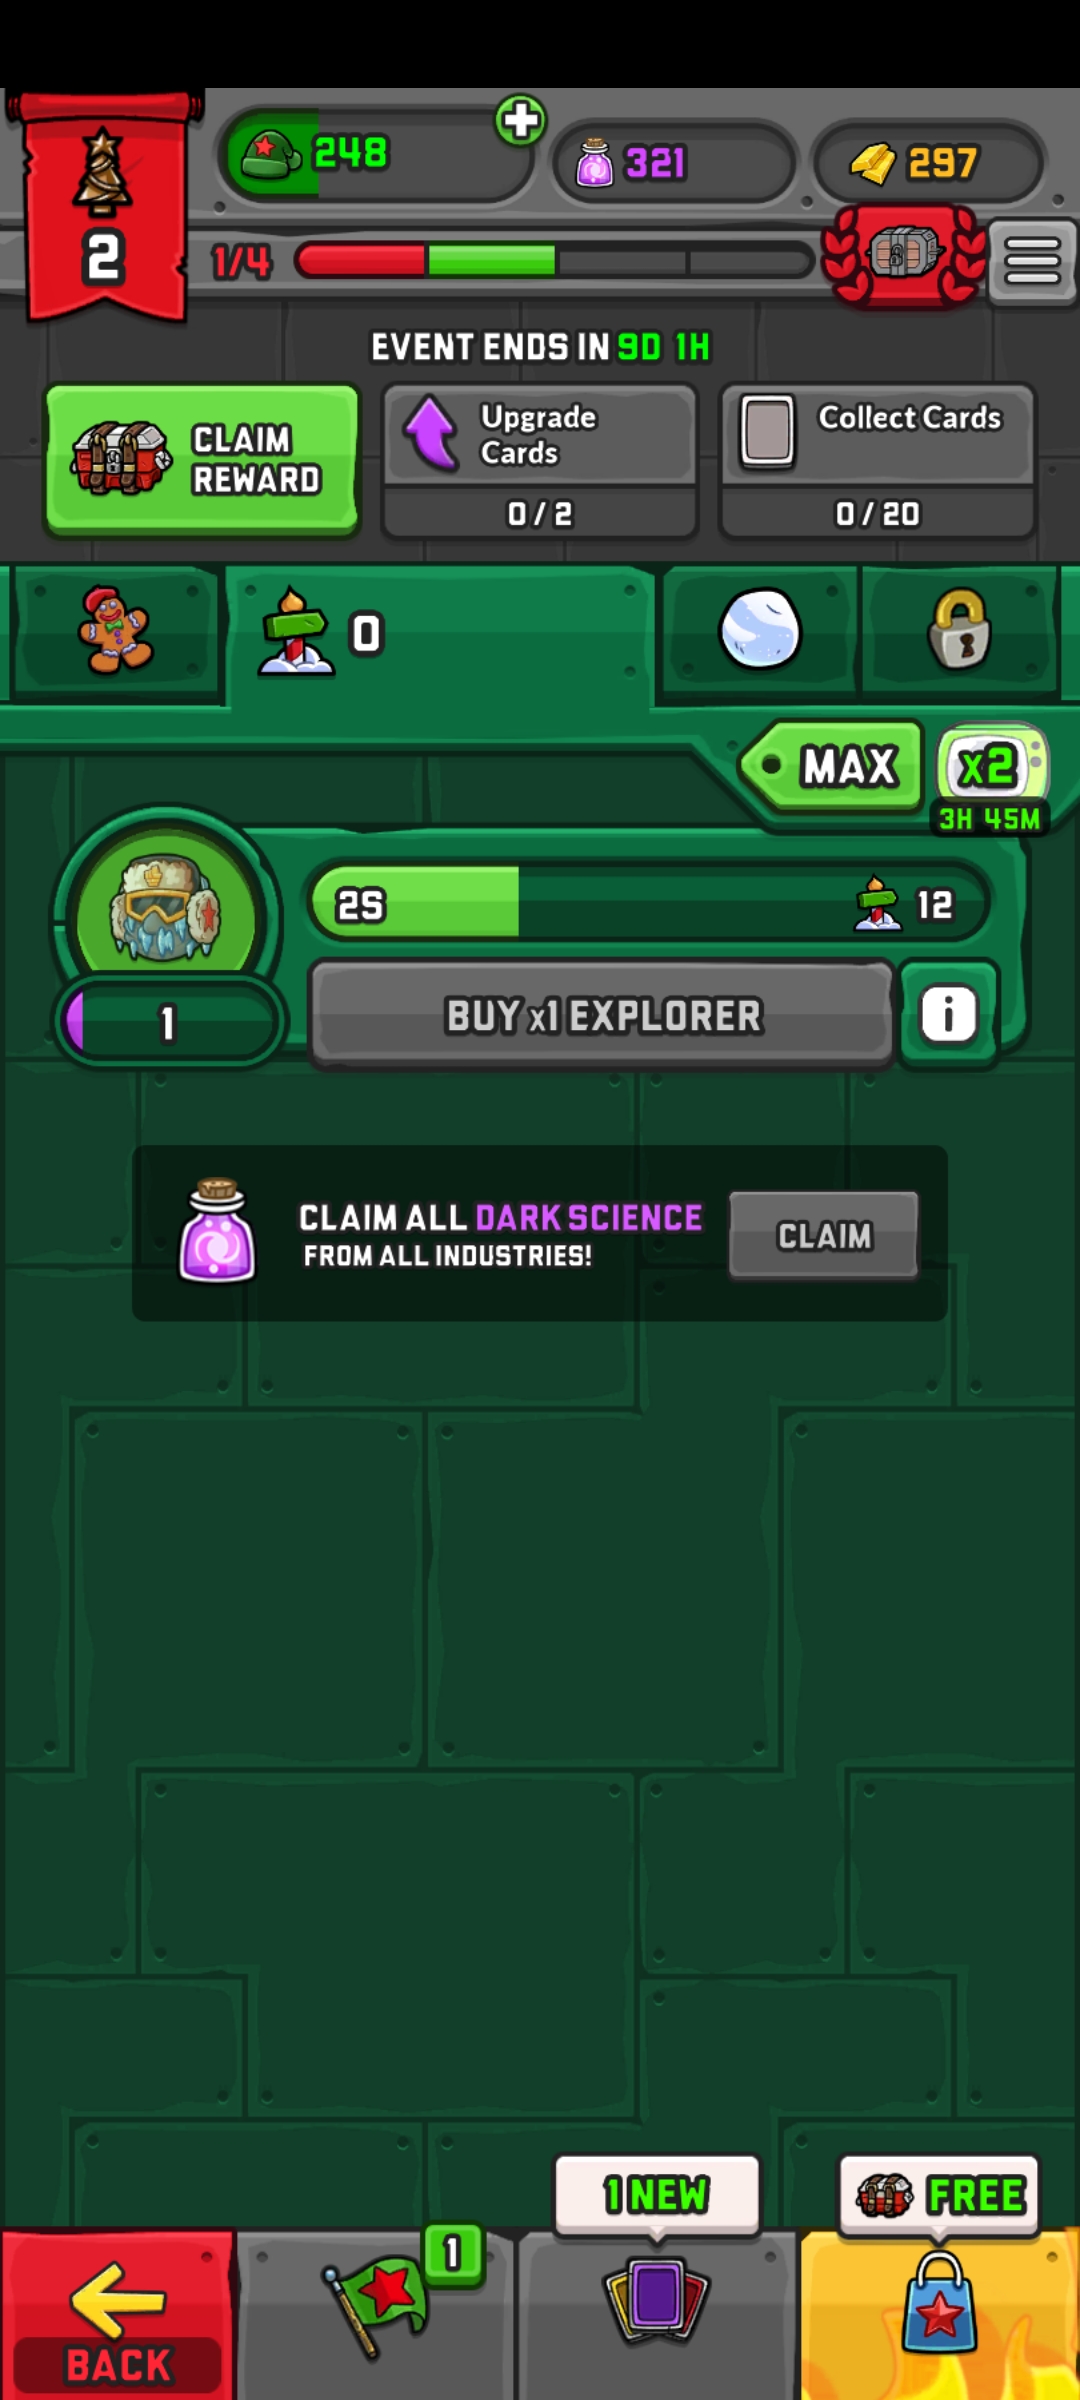 248
321
297
2
1/4
EVENT ENDS IN 9D 1H
CLAIM
REWARD
Upgrade
Cards
0 / 2
Collect Cards
0 / 20
0
MAX
x2
3H 45M
2S
12
1
BUY x1 EXPLORER
i
CLAIM ALL DARK SCIENCE
FROM ALL INDUSTRIES!
CLAIM
1 NEW
FREE
1
BACK